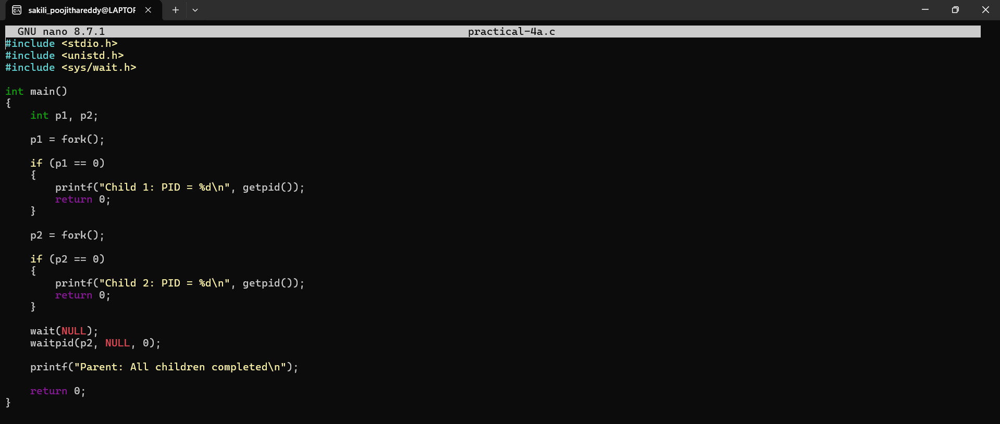 sakili_poojithareddy@LAPTOP
GNU nano 8.7.1 practical-4a.c
#include <stdio.h>
#include <unistd.h>
#include <sys/wait.h>
int main()
{
    int p1, p2;
    p1 = fork();
    if (p1 == 0)
    {
        printf("Child 1: PID = %d\n", getpid());
        return 0;
    }
    p2 = fork();
    if (p2 == 0)
    {
        printf("Child 2: PID = %d\n", getpid());
        return 0;
    }
    wait(NULL);
    waitpid(p2, NULL, 0);
    printf("Parent: All children completed\n");
    return 0;
}